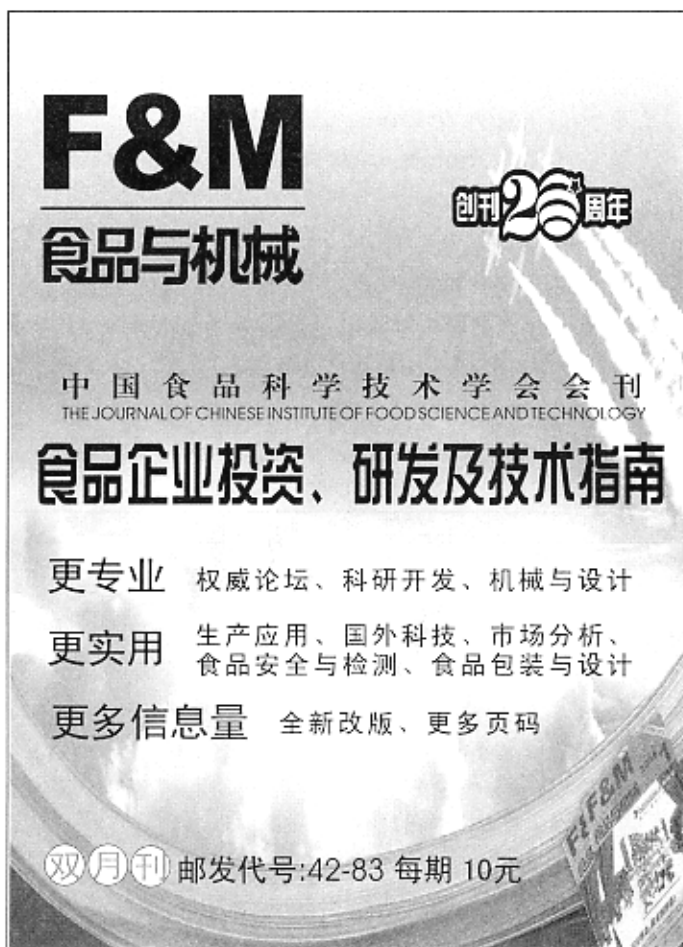 F&M
食品与机械
创刊20周年
中国食品科学技术学会会刊
THE JOURNAL OF CHINESE INSTITUTE OF FOOD SCIENCE AND TECHNOLOGY
食品企业投资、研发及技术指南
更专业 权威论坛、科研开发、机械与设计
更实用 生产应用、国外科技、市场分析、
食品安全与检测、食品包装与设计
更多信息量 全新改版、更多页码
双月刊 邮发代号:42-83 每期 10元
F&M